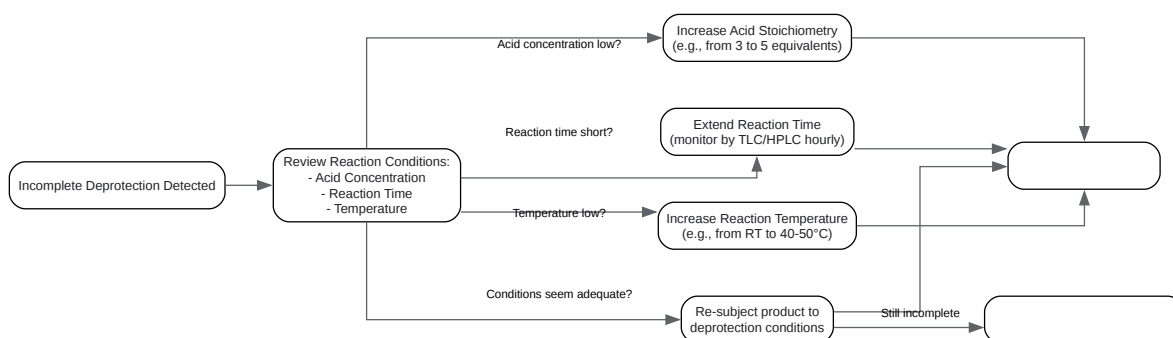 Incomplete Deprotection Detected
Review Reaction Conditions:
- Acid Concentration
- Reaction Time
- Temperature
Acid concentration low?
Increase Acid Stoichiometry
(e.g., from 3 to 5 equivalents)
Reaction time short?
Extend Reaction Time
(monitor by TLC/HPLC hourly)
Temperature low?
Increase Reaction Temperature
(e.g., from RT to 40-50°C)
Conditions seem adequate?
Re-subject product to
deprotection conditions
Still incomplete